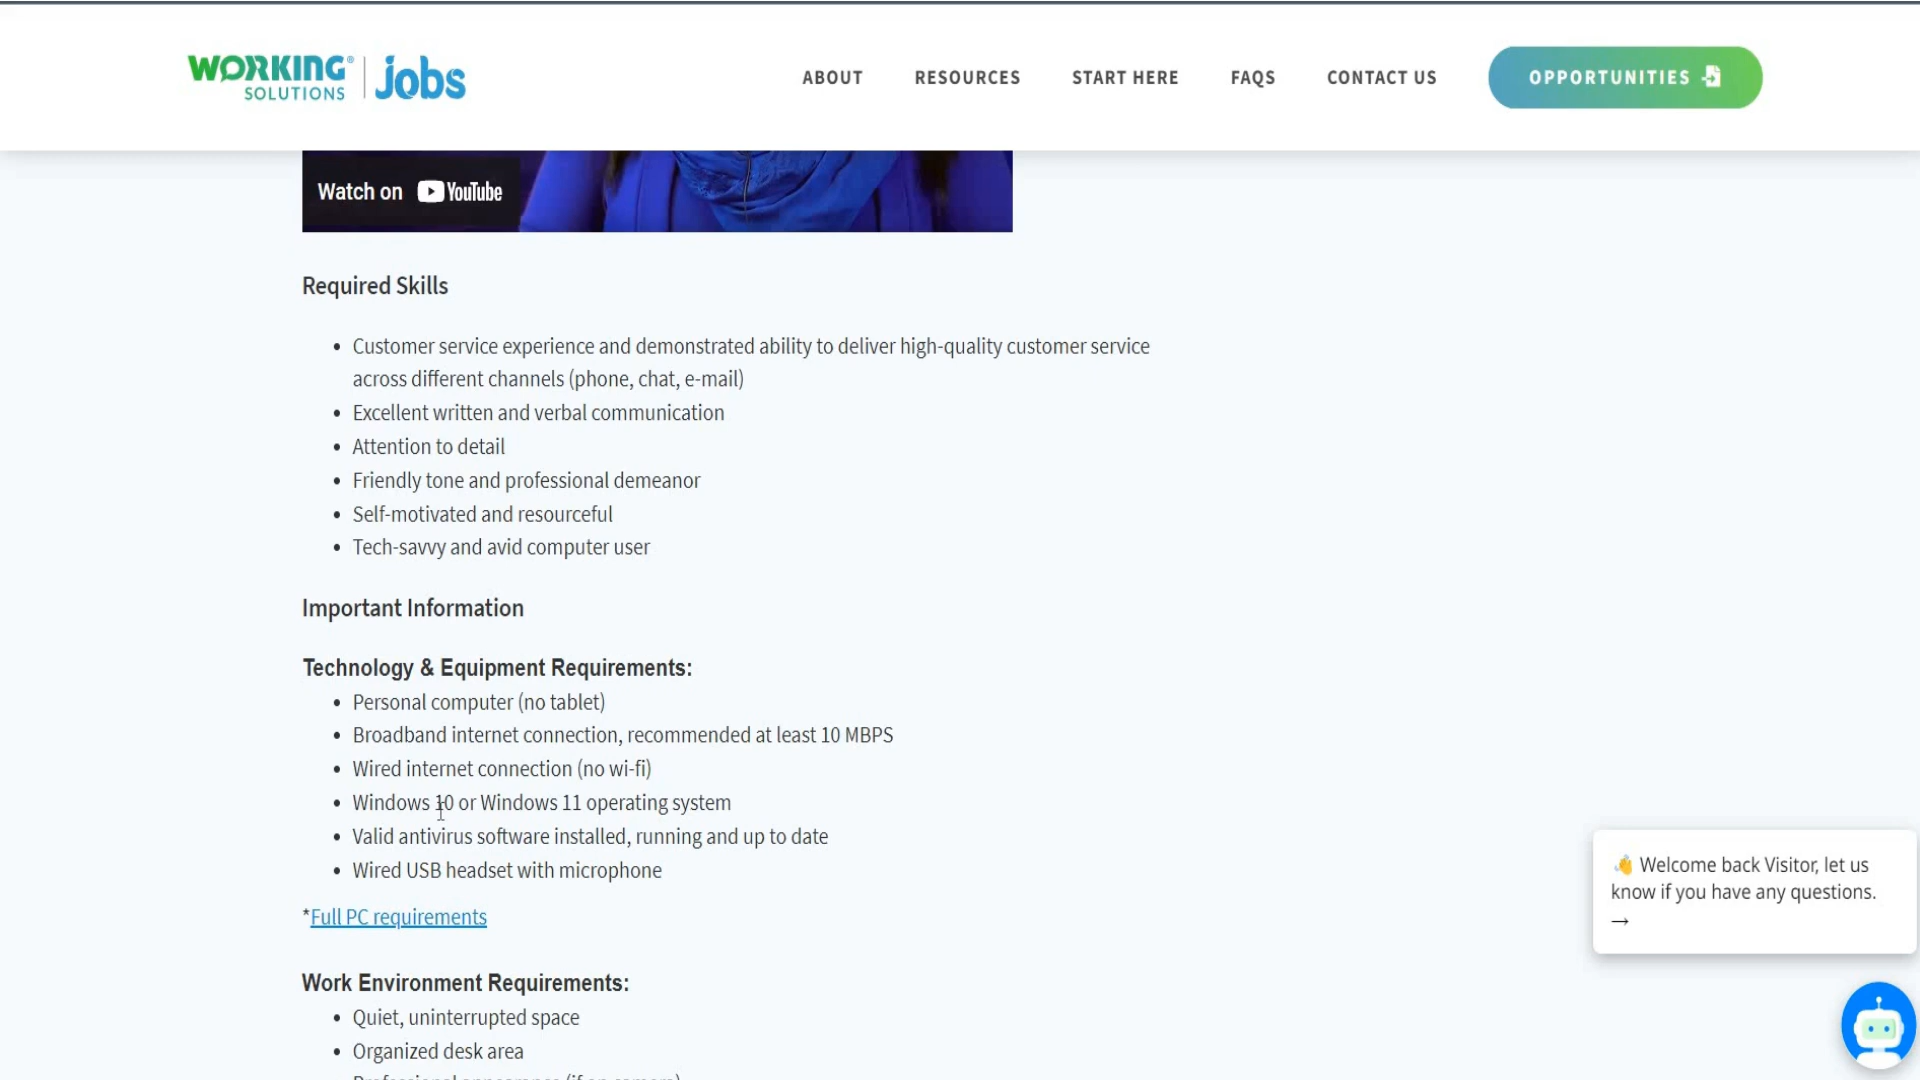 WORKING® SOLUTIONS | jobs
ABOUT RESOURCES START HERE FAQS CONTACT US OPPORTUNITIES
Watch on YouTube
Required Skills
• Customer service experience and demonstrated ability to deliver high-quality customer service
across different channels (phone, chat, e-mail)
• Excellent written and verbal communication
• Attention to detail
• Friendly tone and professional demeanor
• Self-motivated and resourceful
• Tech-savvy and avid computer user
Important Information
Technology & Equipment Requirements:
• Personal computer (no tablet)
• Broadband internet connection, recommended at least 10 MBPS
• Wired internet connection (no wi-fi)
• Windows 10 or Windows 11 operating system
• Valid antivirus software installed, running and up to date
• Wired USB headset with microphone
*Full PC requirements
Work Environment Requirements:
• Quiet, uninterrupted space
• Organized desk area
Professional appearance (if on camera)
👋 Welcome back Visitor, let us
know if you have any questions.
→